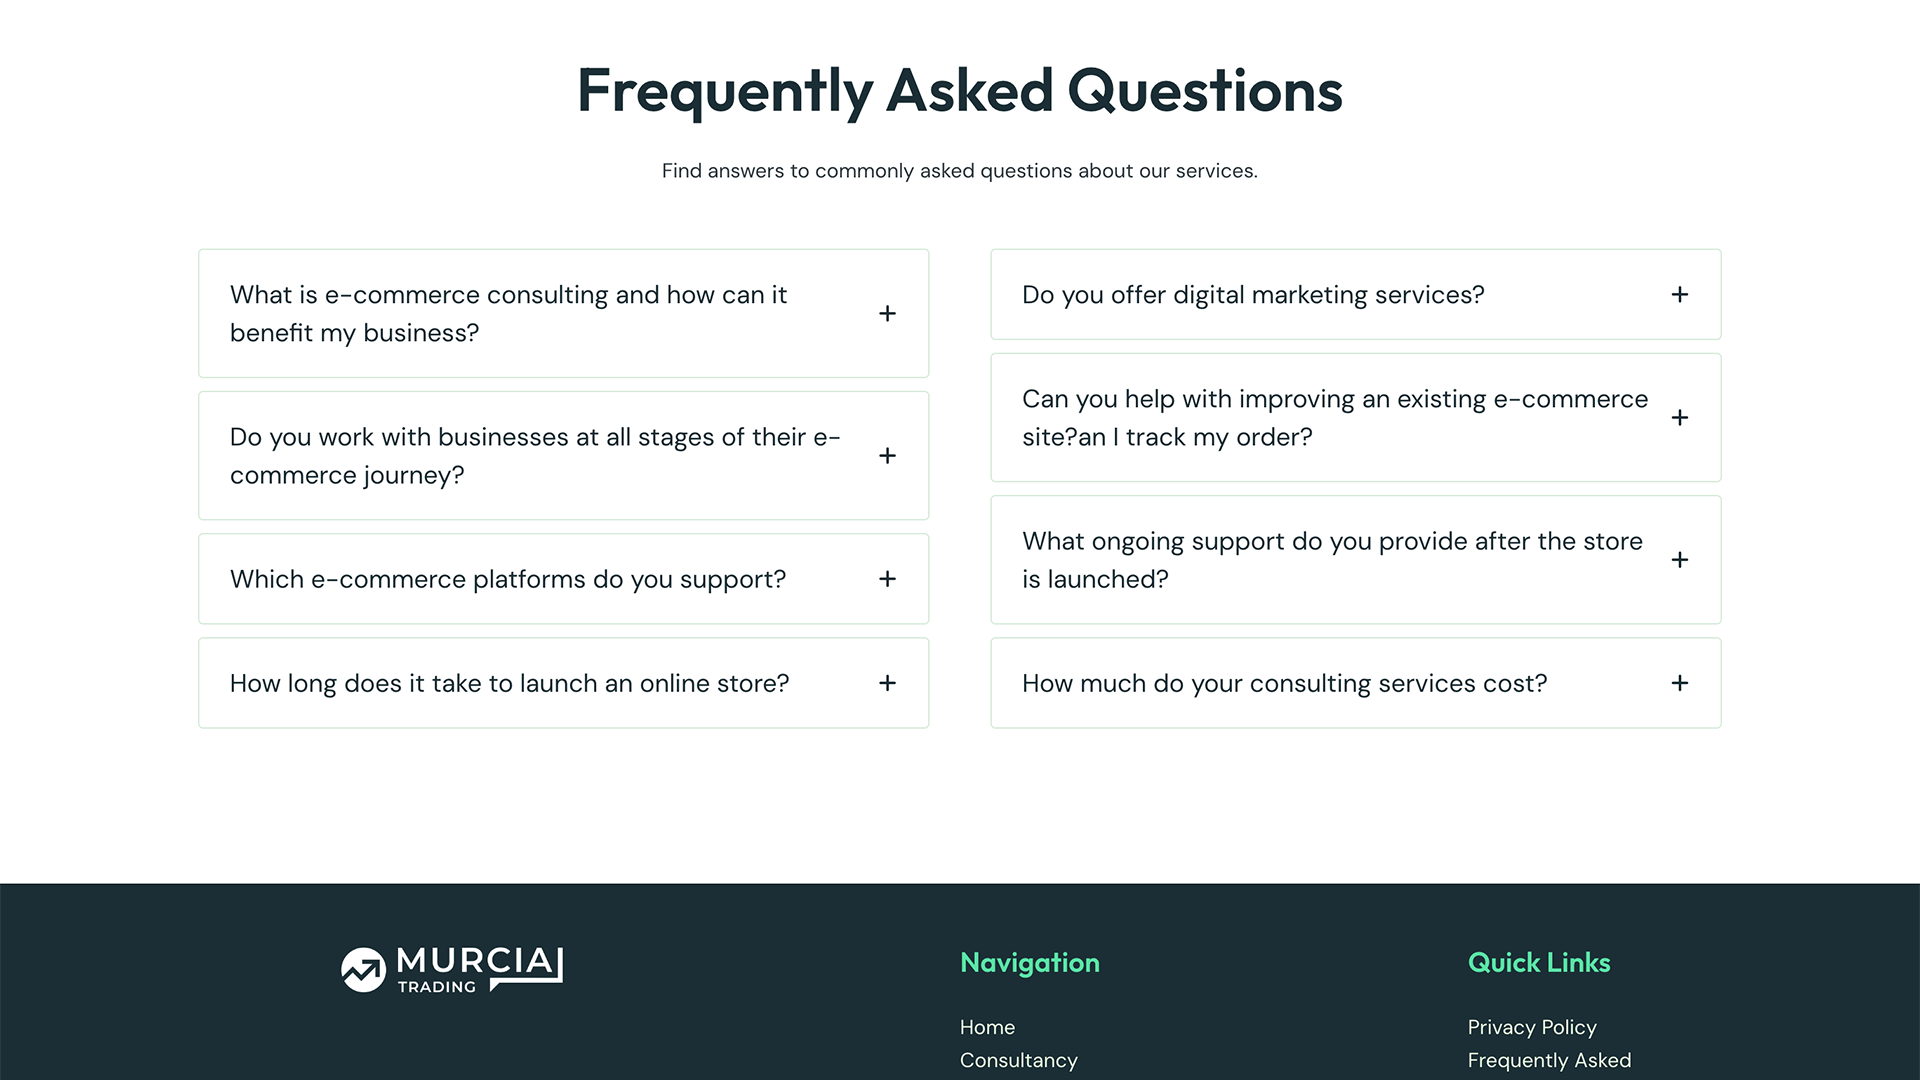 Frequently Asked Questions
Find answers to commonly asked questions about our services.
What is e-commerce consulting and how can it
benefit my business?
Do you work with businesses at all stages of their e-
commerce journey?
Which e-commerce platforms do you support?
How long does it take to launch an online store?
Do you offer digital marketing services?
Can you help with improving an existing e-commerce
site?an I track my order?
What ongoing support do you provide after the store
is launched?
How much do your consulting services cost?
MURCIA
TRADING
Navigation
Home
Consultancy
Quick Links
Privacy Policy
Frequently Asked